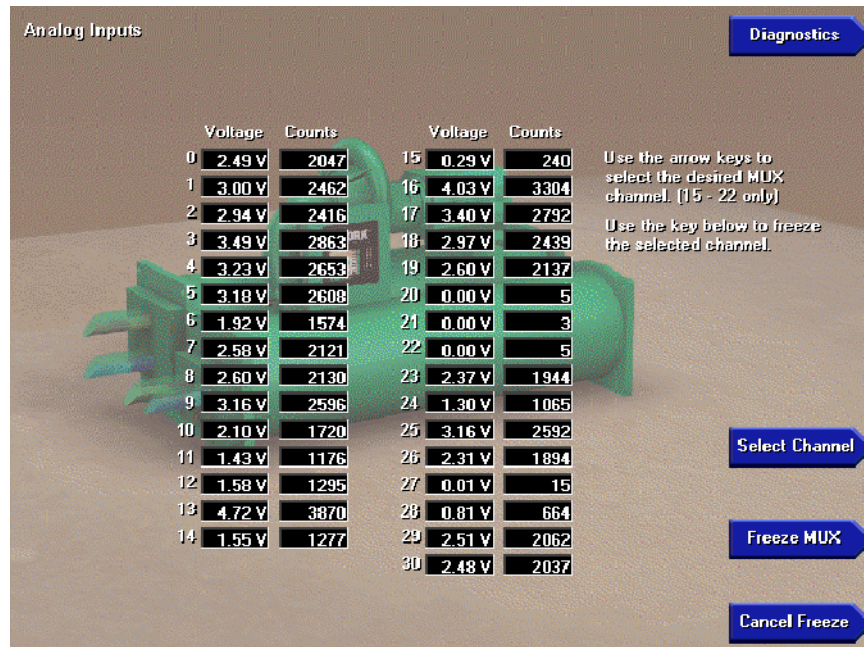 Analog Inputs
Diagnostics
Voltage Counts
0 2.49 V 2047
1 3.00 V 2462
2 2.94 V 2416
3 3.49 V 2863
4 3.23 V 2653
5 3.18 V 2608
6 1.92 V 1574
7 2.58 V 2121
8 2.60 V 2130
9 3.16 V 2596
10 2.10 V 1720
11 1.43 V 1176
12 1.58 V 1295
13 4.72 V 3870
14 1.55 V 1277
Voltage Counts
15 0.29 V 240
16 4.03 V 3304
17 3.40 V 2792
18 2.97 V 2439
19 2.60 V 2137
20 0.00 V 5
21 0.00 V 3
22 0.00 V 5
23 2.37 V 1944
24 1.30 V 1065
25 3.16 V 2592
26 2.31 V 1894
27 0.01 V 15
28 0.81 V 664
29 2.51 V 2062
30 2.48 V 2037
Use the arrow keys to
select the desired MUX
channel. (15 - 22 only)
Use the key below to freeze
the selected channel.
Select Channel
Freeze MUX
Cancel Freeze